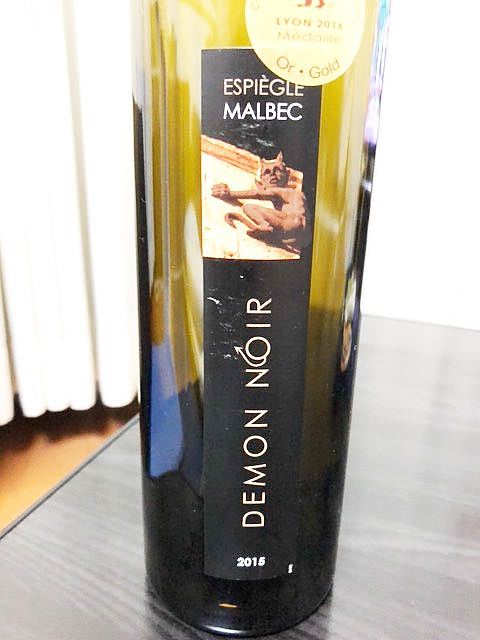 LYON 2016
Médaille
Or • Gold
ESPIÈGLE
MALBEC
DEMON NOIR
2015